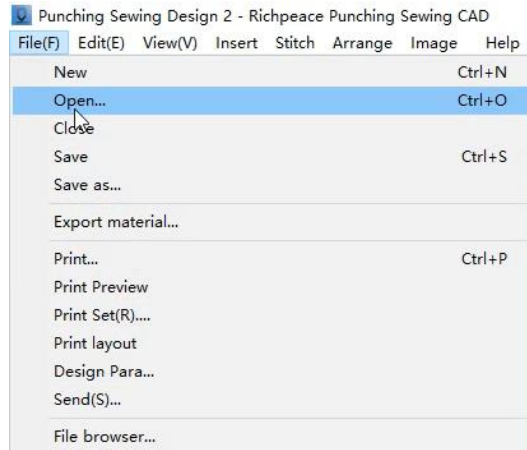 Punching Sewing Design 2 - Richpeace Punching Sewing CAD
File(F) Edit(E) View(V) Insert Stitch Arrange Image Help
New Ctrl+N
Open... Ctrl+O
Close
Save Ctrl+S
Save as...
Export material...
Print... Ctrl+P
Print Preview
Print Set(R)....
Print layout
Design Para...
Send(S)...
File browser...